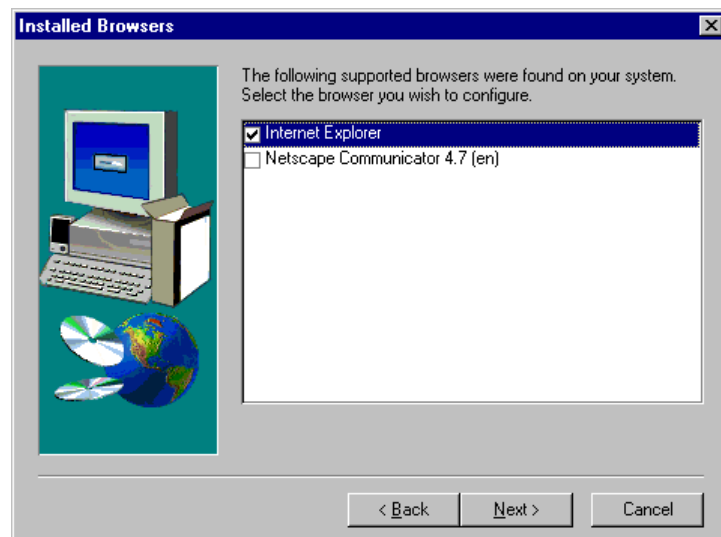 Installed Browsers
The following supported browsers were found on your system.
Select the browser you wish to configure.
Internet Explorer
Netscape Communicator 4.7 (en)
< Back
Next >
Cancel